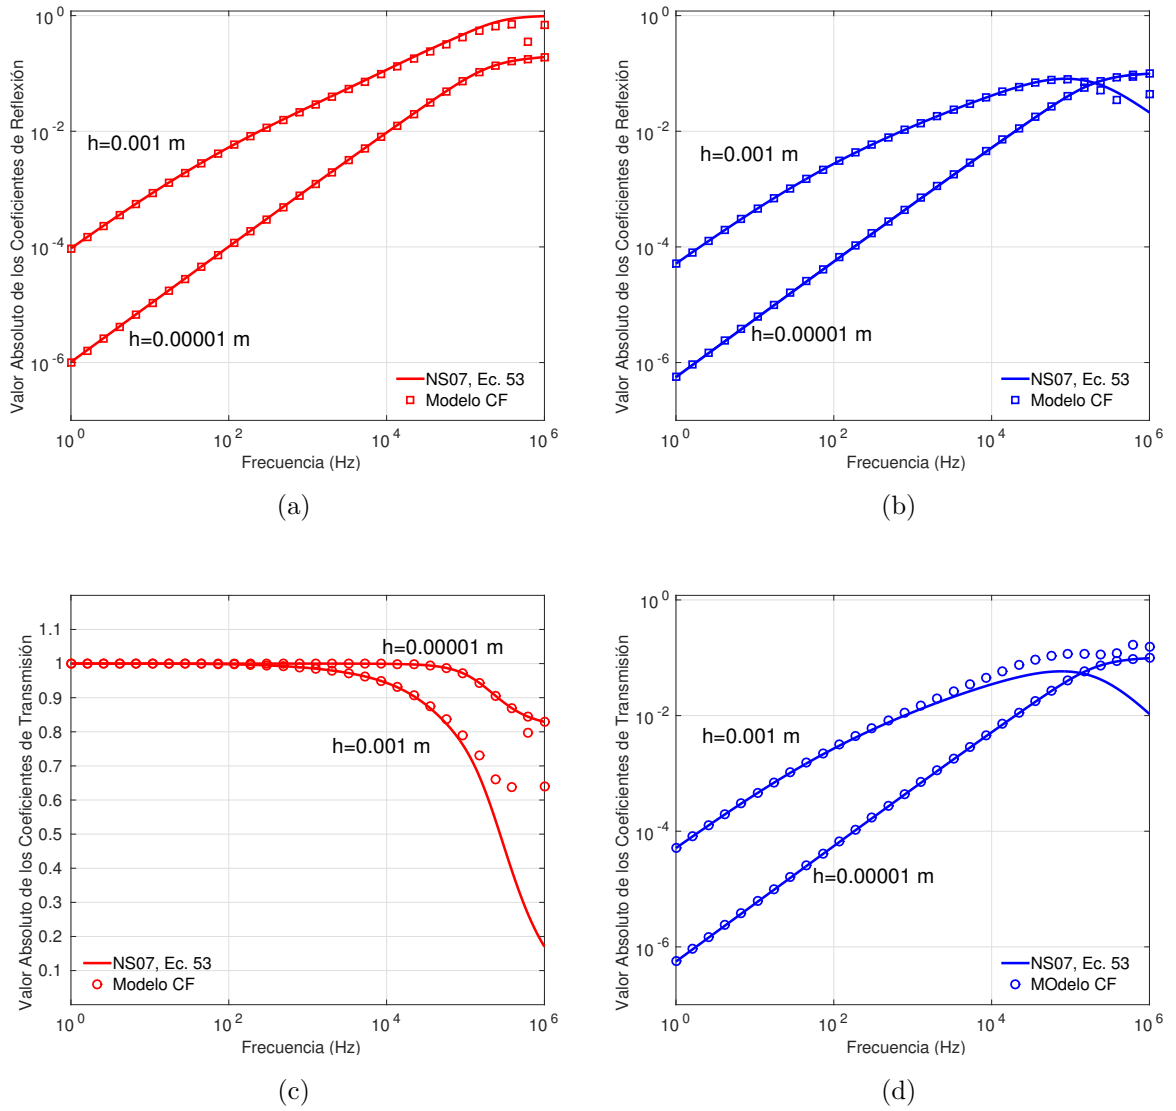 Valor Absoluto de los Coeficientes de Reflexión
10^0
10^-2
10^-4
10^-6
h=0.001 m
h=0.00001 m
NS07, Ec. 53
Modelo CF
10^0 10^2 10^4 10^6
Frecuencia (Hz)
(a)
Valor Absoluto de los Coeficientes de Reflexión
10^0
10^-2
10^-4
10^-6
h=0.001 m
h=0.00001 m
NS07, Ec. 53
Modelo CF
10^0 10^2 10^4 10^6
Frecuencia (Hz)
(b)
Valor Absoluto de los Coeficientes de Transmisión
1.1
1
0.9
0.8
0.7
0.6
0.5
0.4
0.3
0.2
0.1
h=0.00001 m
h=0.001 m
NS07, Ec. 53
Modelo CF
10^0 10^2 10^4 10^6
Frecuencia (Hz)
(c)
Valor Absoluto de los Coeficientes de Transmisión
10^0
10^-2
10^-4
10^-6
h=0.001 m
h=0.00001 m
NS07, Ec. 53
MOdelo CF
10^0 10^2 10^4 10^6
Frecuencia (Hz)
(d)